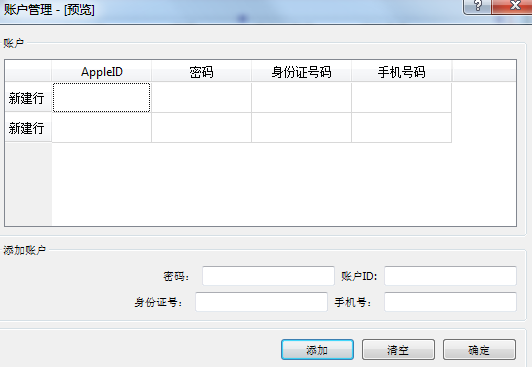 账户管理 - [预览]
账户
AppleID 密码 身份证号码 手机号码
新建行
新建行
添加账户
密码： 账户ID:
身份证号： 手机号：
添加 清空 确定